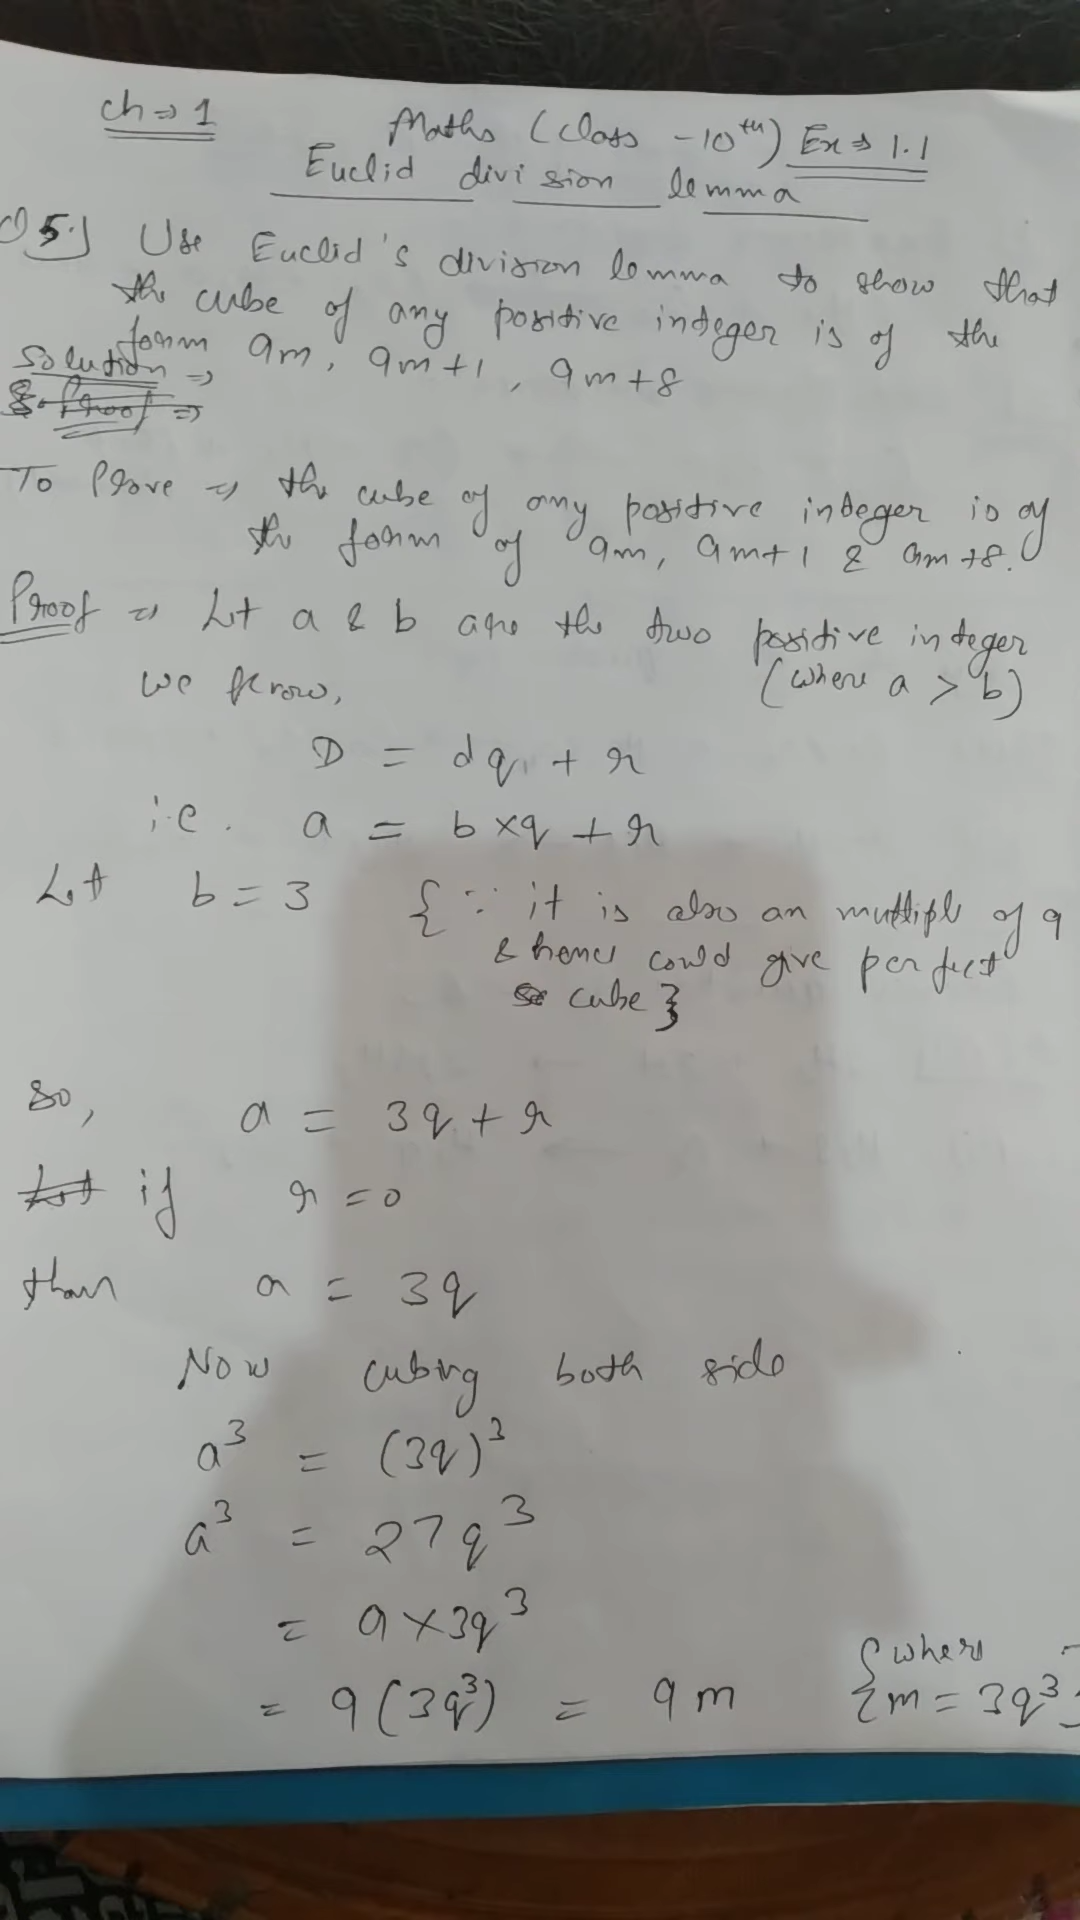 ch ⇒ 1
Maths (Class - 10th) Ex ⇒ 1.1
Euclid division lemma
Q 5.) Use Euclid's division lemma to show that
the cube of any positive integer is of the
form 9m, 9m+1, 9m+8
Solution ⇒
Proof ⇒
To Prove ⇒ the cube of any positive integer is of
the form of 9m, 9m+1 & 9m+8.
Proof ⇒ Let a & b are the two positive integer
(where a > b)
we know,
D = dq + r
i.e. a = b×q + r
Let b = 3 {∵ it is also an multiple of 9
& hence could give perfect
cube}
So, a = 3q + r
Let if r = 0
than a = 3q
Now cubing both side
a³ = (3q)³
a³ = 27q³
= 9×3q³
= 9(3q³) = 9m {where
m = 3q³}